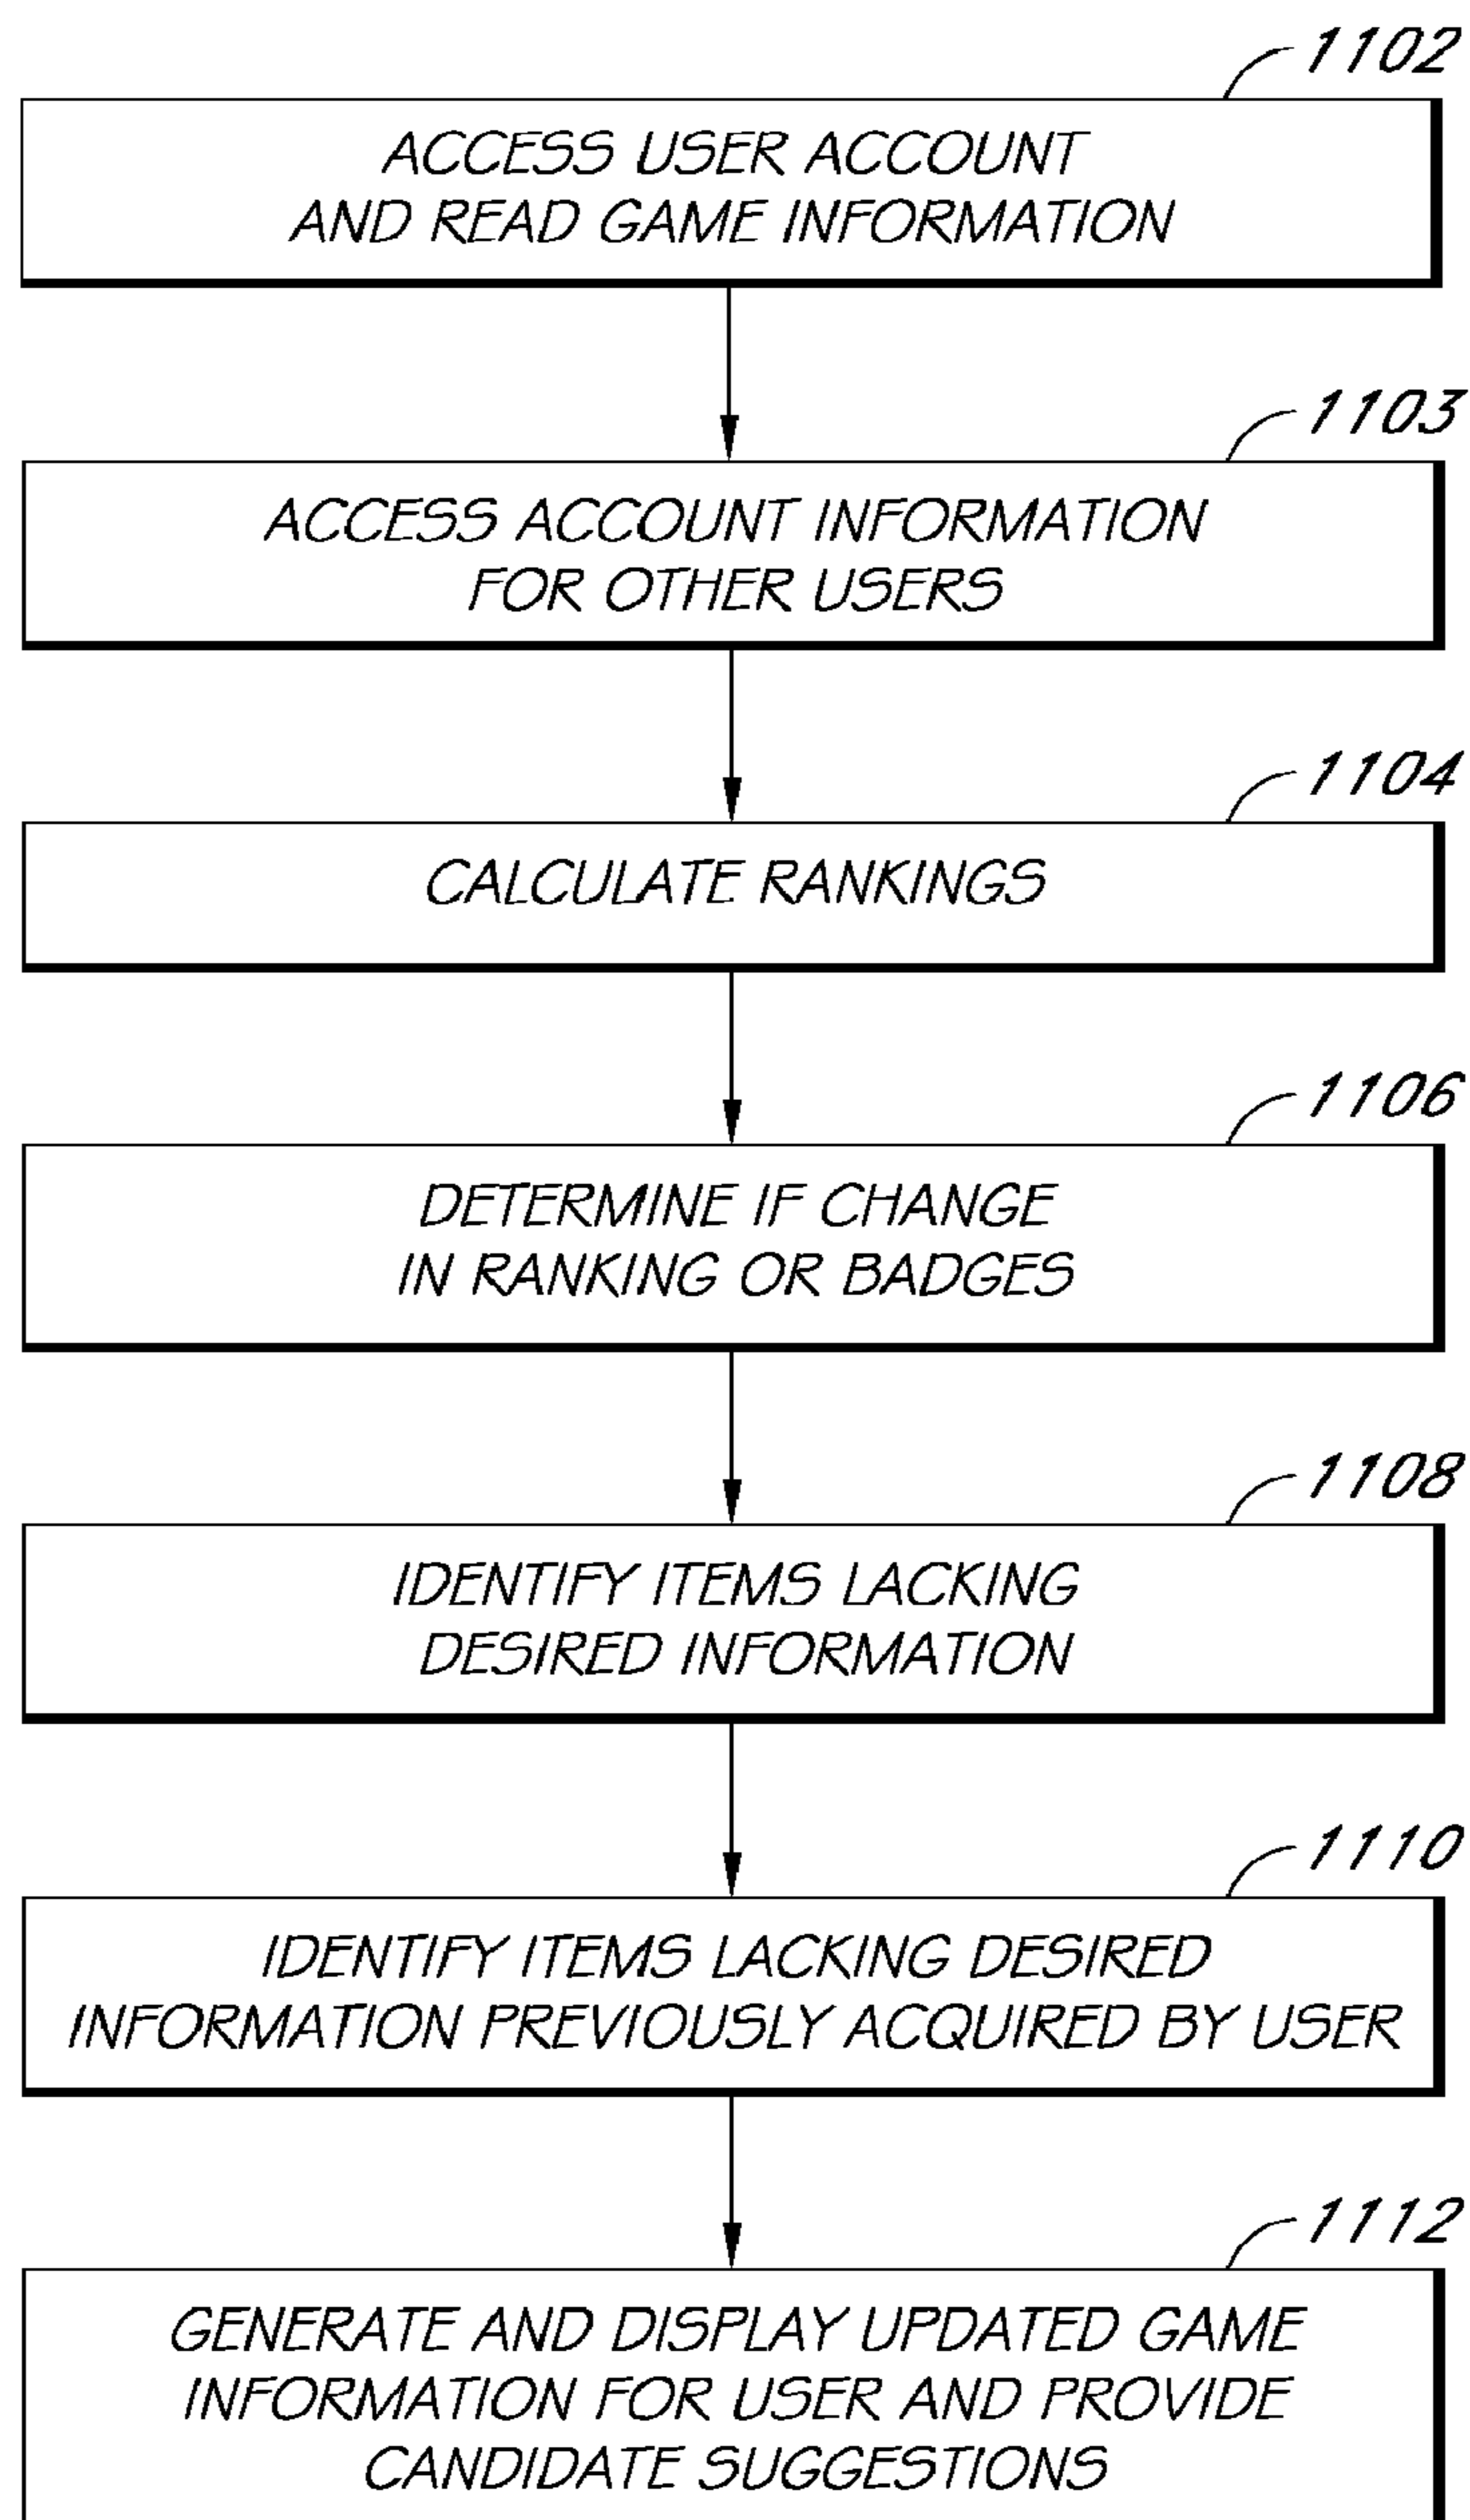 1102
ACCESS USER ACCOUNT
AND READ GAME INFORMATION
1103
ACCESS ACCOUNT INFORMATION
FOR OTHER USERS
1104
CALCULATE RANKINGS
1106
DETERMINE IF CHANGE
IN RANKING OR BADGES
1108
IDENTIFY ITEMS LACKING
DESIRED INFORMATION
1110
IDENTIFY ITEMS LACKING DESIRED
INFORMATION PREVIOUSLY ACQUIRED BY USER
1112
GENERATE AND DISPLAY UPDATED GAME
INFORMATION FOR USER AND PROVIDE
CANDIDATE SUGGESTIONS